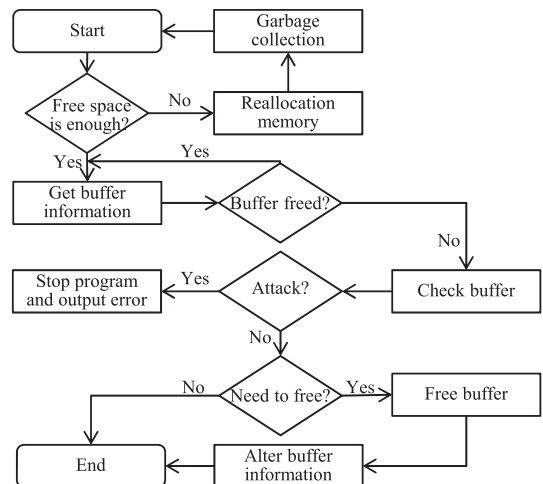 Start
Garbage
collection
Free space
is enough?
No
Reallocation
memory
Yes
Yes
Get buffer
information
Buffer freed?
No
Stop program
and output error
Yes
Attack?
Check buffer
No
No
Need to free?
Yes
Free buffer
End
Alter buffer
information